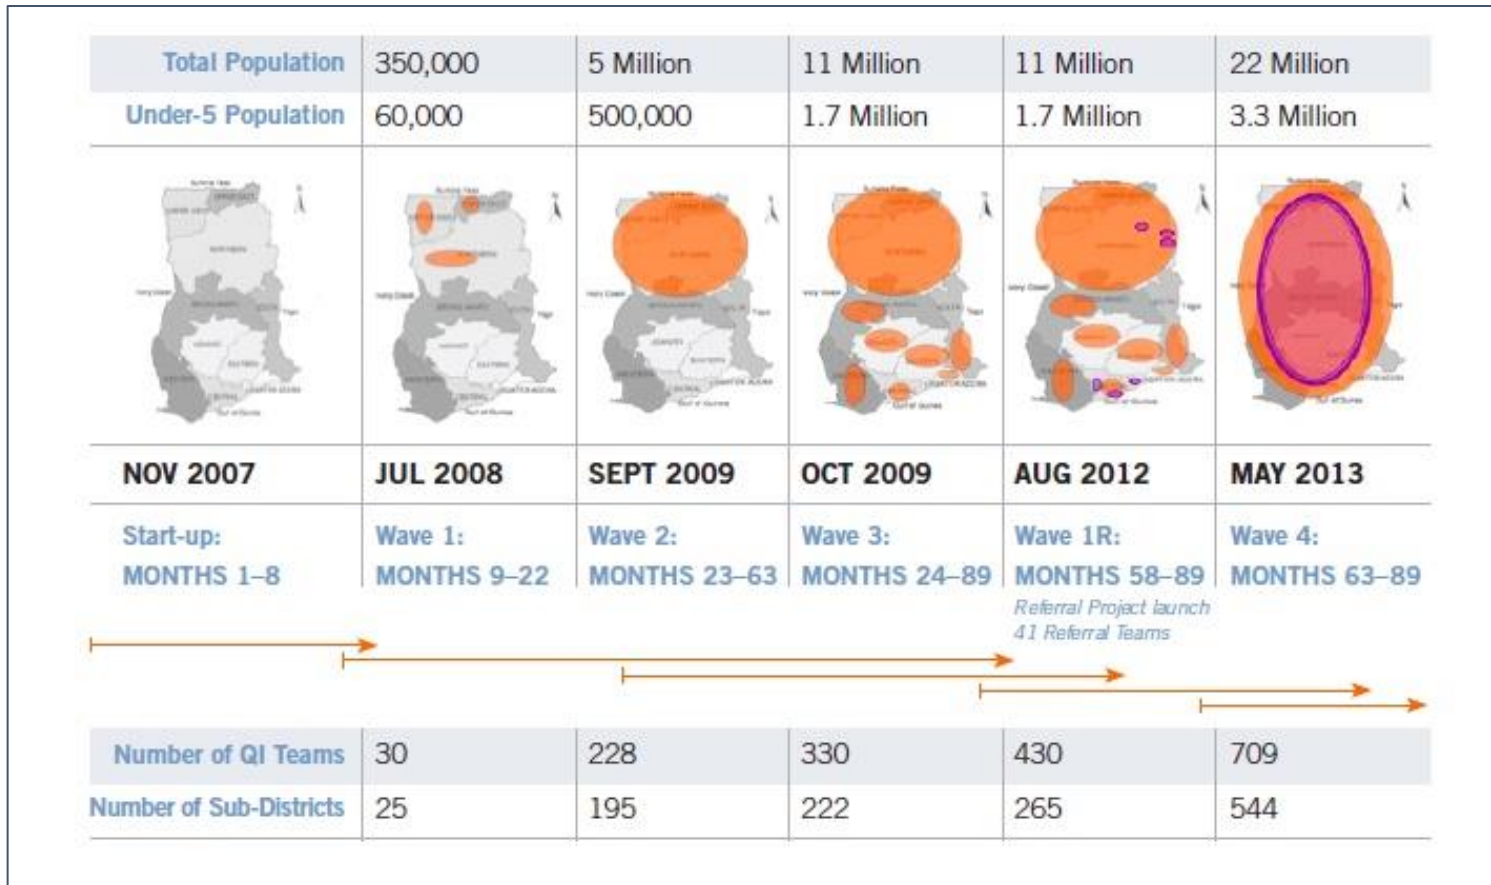 Total Population 350,000 5 Million 11 Million 11 Million 22 Million
Under-5 Population 60,000 500,000 1.7 Million 1.7 Million 3.3 Million
NOV 2007 JUL 2008 SEPT 2009 OCT 2009 AUG 2012 MAY 2013
Start-up: Wave 1: Wave 2: Wave 3: Wave 1R: Wave 4:
MONTHS 1–8 MONTHS 9–22 MONTHS 23–63 MONTHS 24–89 MONTHS 58–89 MONTHS 63–89
Referral Project launch
41 Referral Teams
Number of QI Teams 30 228 330 430 709
Number of Sub-Districts 25 195 222 265 544